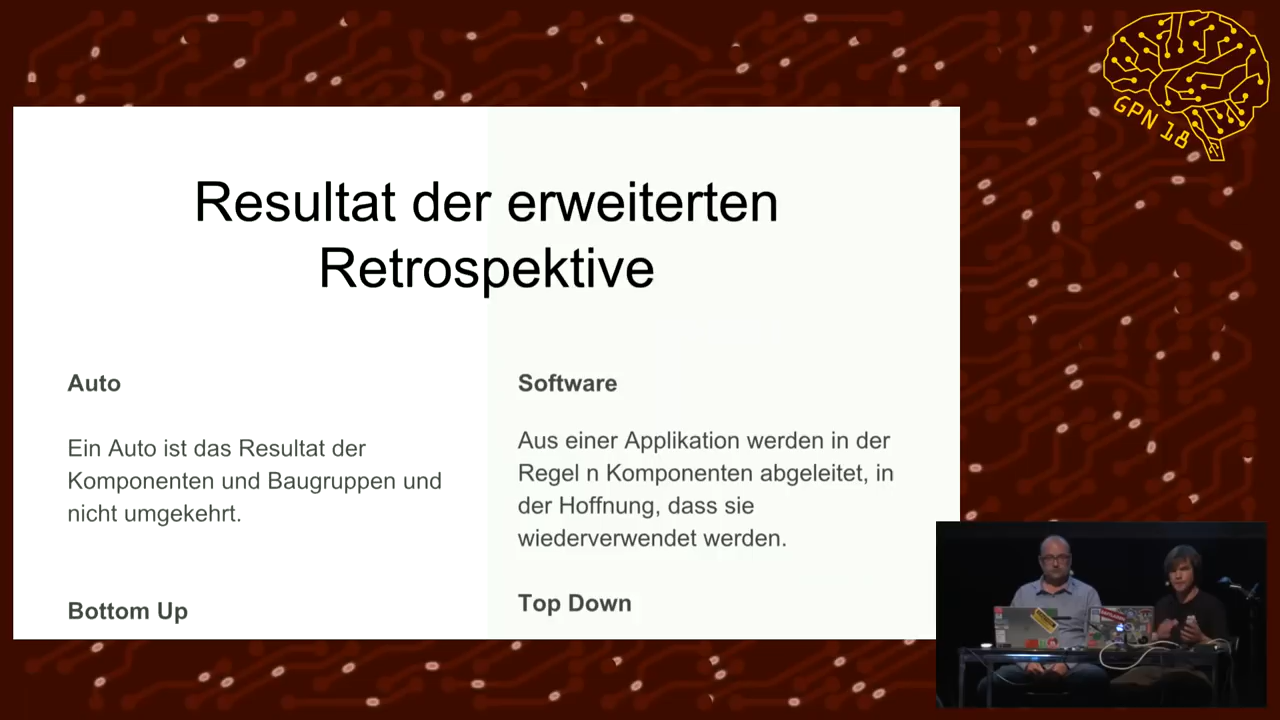 GPN 18
Resultat der erweiterten
Retrospektive
Auto
Ein Auto ist das Resultat der
Komponenten und Baugruppen und
nicht umgekehrt.
Bottom Up
Software
Aus einer Applikation werden in der
Regel n Komponenten abgeleitet, in
der Hoffnung, dass sie
wiederverwendet werden.
Top Down